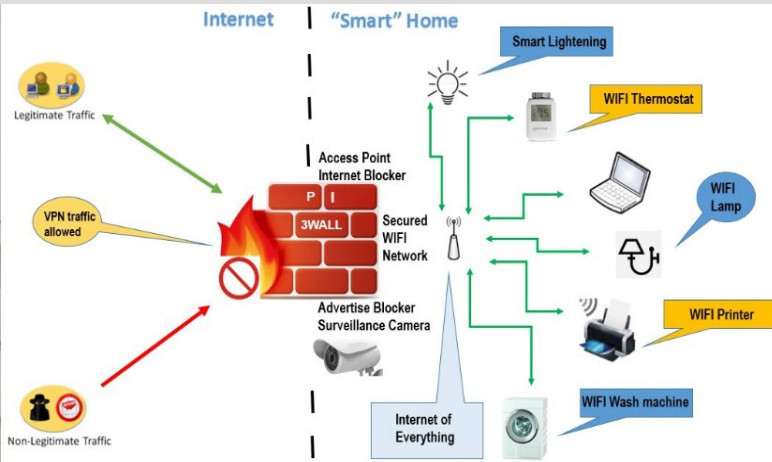 Internet
“Smart” Home
Smart Lightening
WIFI Thermostat
Legitimate Traffic
Access Point
Internet Blocker
P I
3WALL
VPN traffic
allowed
Secured
WIFI
Network
WIFI
Lamp
Advertise Blocker
Surveillance Camera
WIFI Printer
Internet of
Everything
WIFI Wash machine
Non-Legitimate Traffic